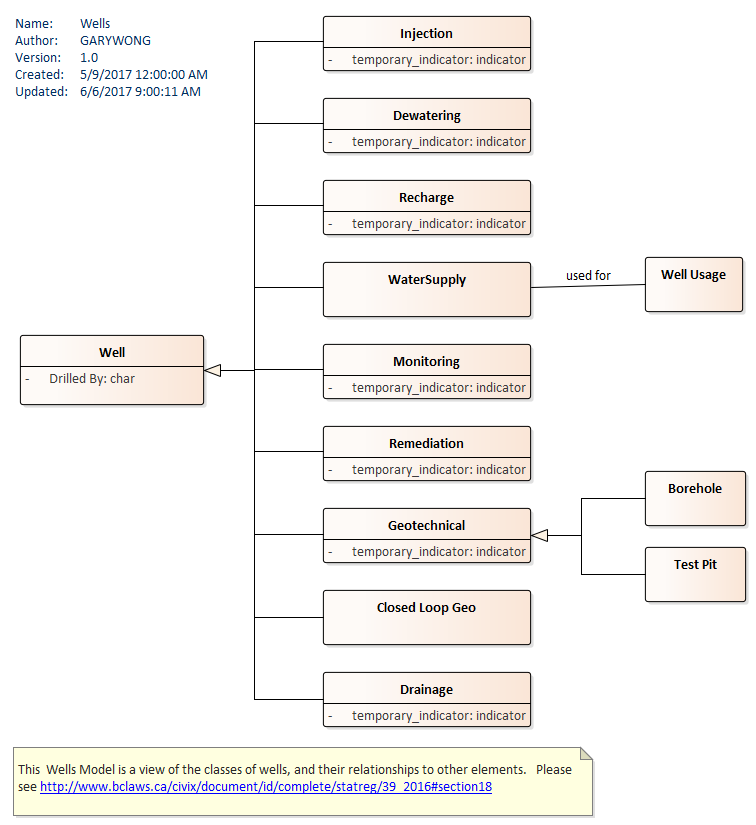 Name: Wells
Author: GARYWONG
Version: 1.0
Created: 5/9/2017 12:00:00 AM
Updated: 6/6/2017 9:00:11 AM
Injection
- temporary_indicator: indicator
Dewatering
- temporary_indicator: indicator
Recharge
- temporary_indicator: indicator
WaterSupply
used for
Well Usage
Well
- Drilled By: char
Monitoring
- temporary_indicator: indicator
Remediation
- temporary_indicator: indicator
Geotechnical
- temporary_indicator: indicator
Borehole
Test Pit
Closed Loop Geo
Drainage
- temporary_indicator: indicator
This Wells Model is a view of the classes of wells, and their relationships to other elements. Please
see http://www.bclaws.ca/civix/document/id/complete/statreg/39_2016#section18